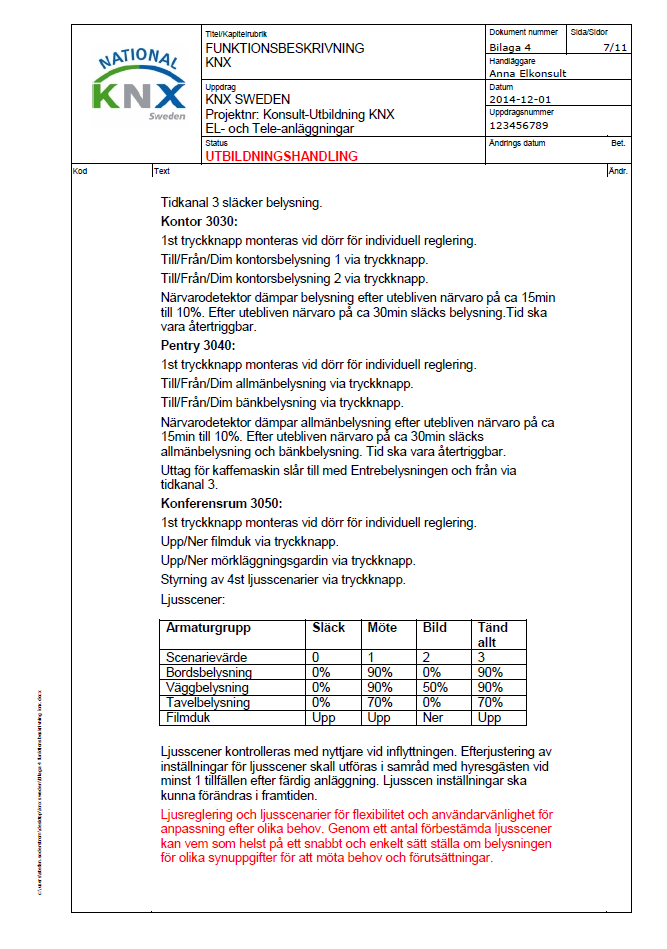 NATIONAL
KNX
Sweden
Titel/Kapitelrubrik
FUNKTIONSBESKRIVNING
KNX
Dokument nummer
Bilaga 4
Sida/Sidor
7/11
Handläggare
Anna Elkonsult
Uppdrag
KNX SWEDEN
Projektnr: Konsult-Utbildning KNX
EL- och Tele-anläggningar
Datum
2014-12-01
Uppdragsnummer
123456789
Status
UTBILDNINGSHANDLING
Ändrings datum Bet.
Kod Text Ändr.
Tidkanal 3 släcker belysning.
Kontor 3030:
1st tryckknapp monteras vid dörr för individuell reglering.
Till/Från/Dim kontorsbelysning 1 via tryckknapp.
Till/Från/Dim kontorsbelysning 2 via tryckknapp.
Närvarodetektor dämpar belysning efter utebliven närvaro på ca 15min
till 10%. Efter utebliven närvaro på ca 30min släcks belysning.Tid ska
vara återtriggbar.
Pentry 3040:
1st tryckknapp monteras vid dörr för individuell reglering.
Till/Från/Dim allmänbelysning via tryckknapp.
Till/Från/Dim bänkbelysning via tryckknapp.
Närvarodetektor dämpar allmänbelysning efter utebliven närvaro på ca
15min till 10%. Efter utebliven närvaro på ca 30min släcks
allmänbelysning och bänkbelysning. Tid ska vara återtriggbar.
Uttag för kaffemaskin slår till med Entrebelysningen och från via
tidkanal 3.
Konferensrum 3050:
1st tryckknapp monteras vid dörr för individuell reglering.
Upp/Ner filmduk via tryckknapp.
Upp/Ner mörkläggningsgardin via tryckknapp.
Styrning av 4st ljusscenarier via tryckknapp.
Ljusscener:
Armaturgrupp Släck Möte Bild Tänd
allt
Scenarievärde 0 1 2 3
Bordsbelysning 0% 90% 0% 90%
Väggbelysning 0% 90% 50% 90%
Tavelbelysning 0% 70% 0% 70%
Filmduk Upp Upp Ner Upp
Ljusscener kontrolleras med nyttjare vid inflyttningen. Efterjustering av
inställningar för ljusscener skall utföras i samråd med hyresgästen vid
minst 1 tillfällen efter färdig anläggning. Ljusscen inställningar ska
kunna förändras i framtiden.
Ljusreglering och ljusscenarier för flexibilitet och användarvänlighet för
anpassning efter olika behov. Genom ett antal förbestämda ljusscener
kan vem som helst på ett snabbt och enkelt sätt ställa om belysningen
för olika synuppgifter för att möta behov och förutsättningar.